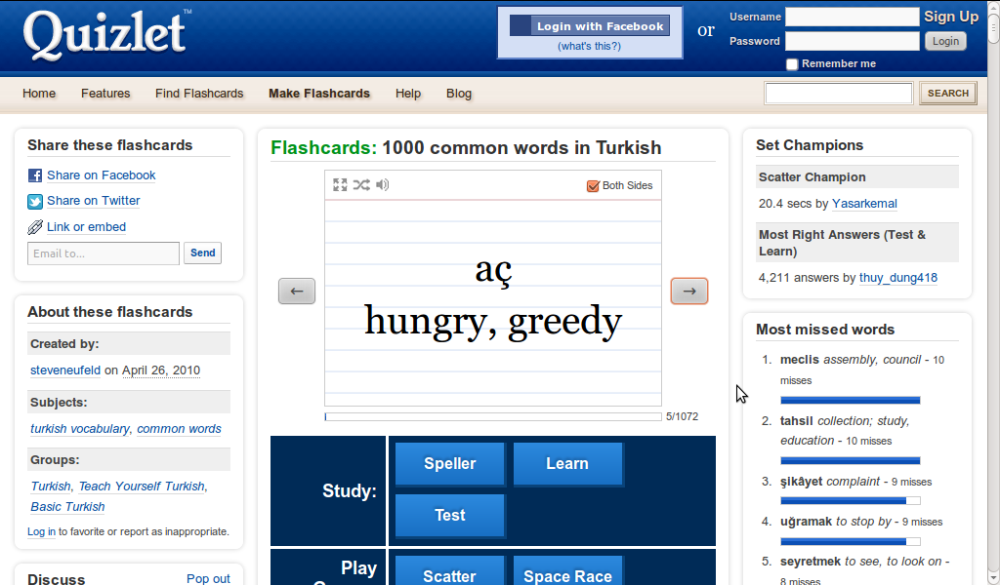 Quizlet™
Login with Facebook
(what's this?)
or
Username
Sign Up
Password
Login
Remember me
Home Features Find Flashcards Make Flashcards Help Blog
SEARCH
Share these flashcards
Share on Facebook
Share on Twitter
Link or embed
Email to...
Send
About these flashcards
Created by:
steveneufeld on April 26, 2010
Subjects:
turkish vocabulary, common words
Groups:
Turkish, Teach Yourself Turkish,
Basic Turkish
Log in to favorite or report as inappropriate.
Discuss
Pop out
Flashcards: 1000 common words in Turkish
Both Sides
aç
hungry, greedy
←
→
5/1072
Study:
Speller
Learn
Test
Play
Scatter
Space Race
Set Champions
Scatter Champion
20.4 secs by Yasarkemal
Most Right Answers (Test &
Learn)
4,211 answers by thuy_dung418
Most missed words
1. meclis assembly, council - 10
misses
2. tahsil collection; study,
education - 10 misses
3. şikâyet complaint - 9 misses
4. uğramak to stop by - 9 misses
5. seyretmek to see, to look on -
8 misses